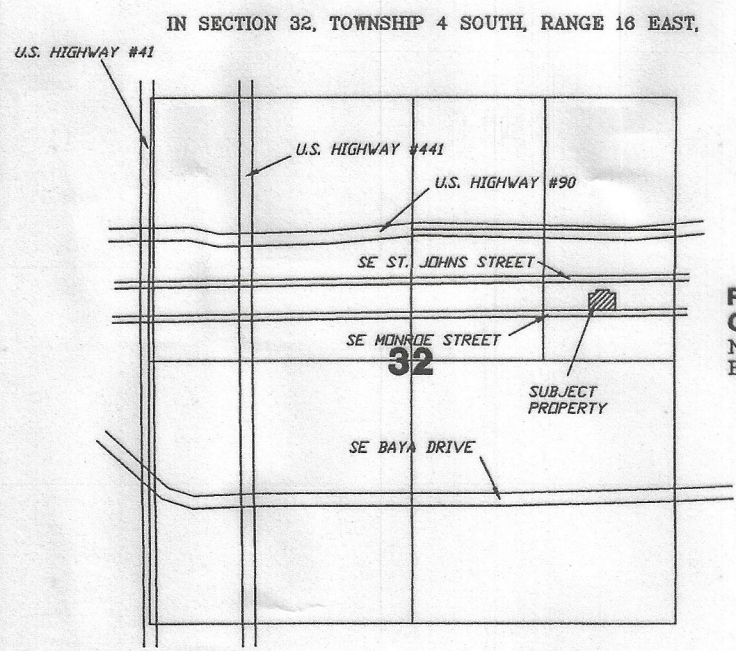 IN SECTION 32, TOWNSHIP 4 SOUTH, RANGE 16 EAST,
U.S. HIGHWAY #41
U.S. HIGHWAY #441
U.S. HIGHWAY #90
SE ST. JOHNS STREET
SE MONROE STREET
32
SUBJECT
PROPERTY
SE BAYA DRIVE